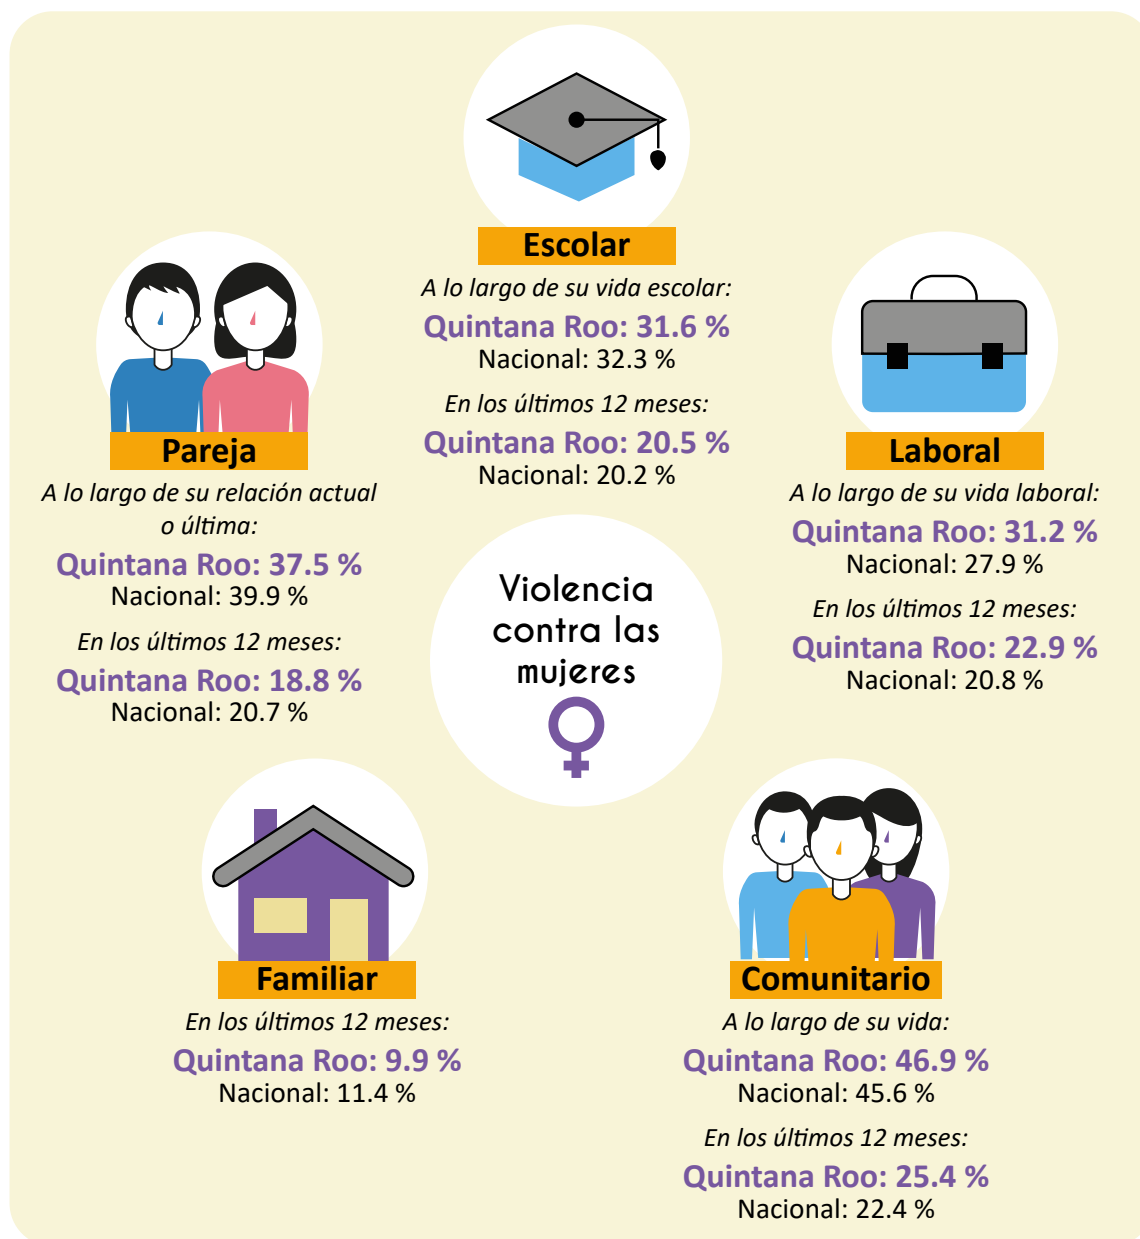 Escolar
A lo largo de su vida escolar:
Quintana Roo: 31.6 %
Nacional: 32.3 %
En los últimos 12 meses:
Quintana Roo: 20.5 %
Nacional: 20.2 %
Pareja
A lo largo de su relación actual
o última:
Quintana Roo: 37.5 %
Nacional: 39.9 %
En los últimos 12 meses:
Quintana Roo: 18.8 %
Nacional: 20.7 %
Laboral
A lo largo de su vida laboral:
Quintana Roo: 31.2 %
Nacional: 27.9 %
En los últimos 12 meses:
Quintana Roo: 22.9 %
Nacional: 20.8 %
Violencia
contra las
mujeres
Familiar
En los últimos 12 meses:
Quintana Roo: 9.9 %
Nacional: 11.4 %
Comunitario
A lo largo de su vida:
Quintana Roo: 46.9 %
Nacional: 45.6 %
En los últimos 12 meses:
Quintana Roo: 25.4 %
Nacional: 22.4 %